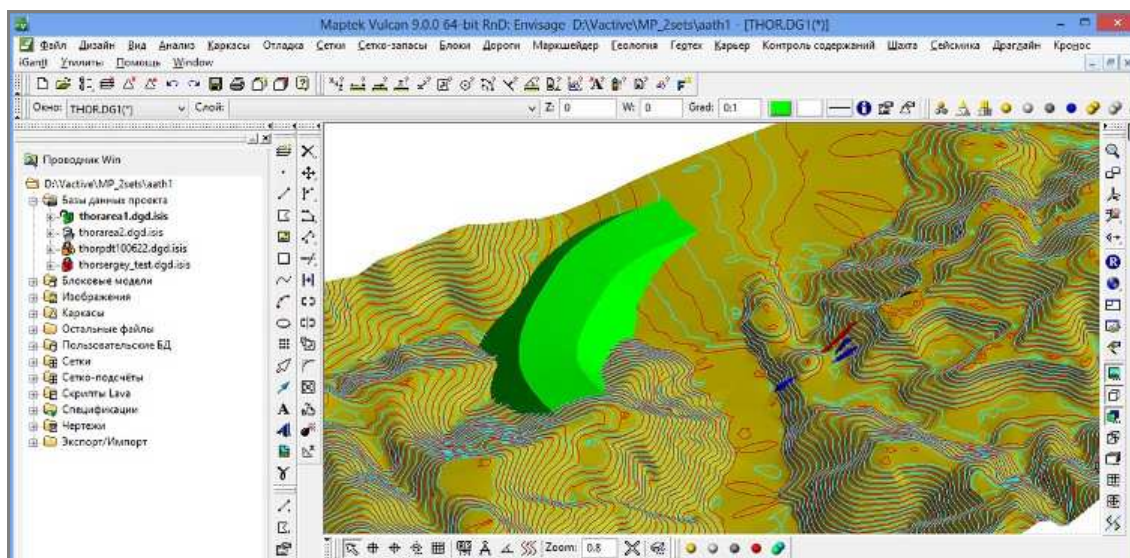 Maptek Vulcan 9.0.0 64-bit RnD: Envisage D:\Vactive\MP_2sets\aath1 - [THOR.DG1(*)]
Файл Дизайн Вид Анализ Каркасы Отладка Сетки Сетко-запасы Блоки Дороги Маркшейдер Геология Геотех Карьер Контроль содержаний Шахта Сейсмика Драглайн Кронос
iGantt Утилиты Помощь Window
Окно: THOR.DG1(*) Слой: Z: 0 W: 0 Grad: 0:1
Проводник Win
D:\Vactive\MP_2sets\aath1
Базы данных проекта
thorarea1.dgd.isis
thorarea2.dgd.isis
thorpdt100622.dgd.isis
thorsergey_test.dgd.isis
Блоковые модели
Изображения
Каркасы
Остальные файлы
Пользовательские БД
Сетки
Сетко-подсчёты
Скрипты Lava
Спецификации
Чертежи
Экспорт/Импорт
Zoom: 0.8